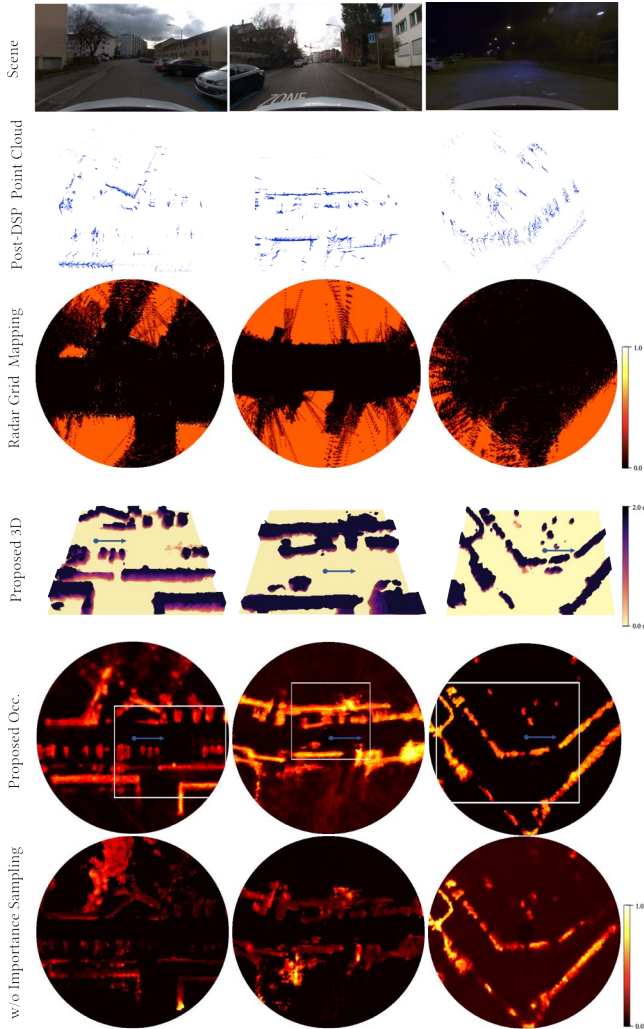 Scene
ZONE
Post-DSP Point Cloud
Radar Grid Mapping
1.0
0.0
Proposed 3D
2.0
0.0
Proposed Occ.
w/o Importance Sampling
1.0
0.0